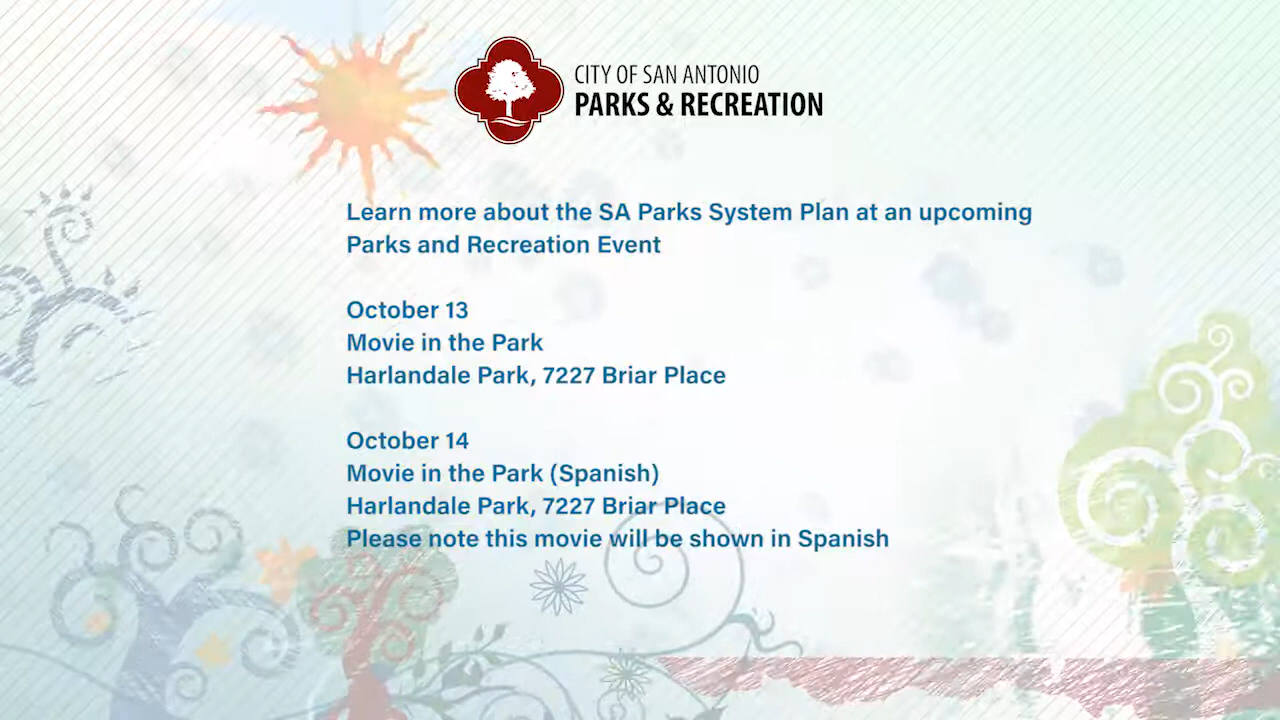 CITY OF SAN ANTONIO
PARKS & RECREATION
Learn more about the SA Parks System Plan at an upcoming
Parks and Recreation Event
October 13
Movie in the Park
Harlandale Park, 7227 Briar Place
October 14
Movie in the Park (Spanish)
Harlandale Park, 7227 Briar Place
Please note this movie will be shown in Spanish